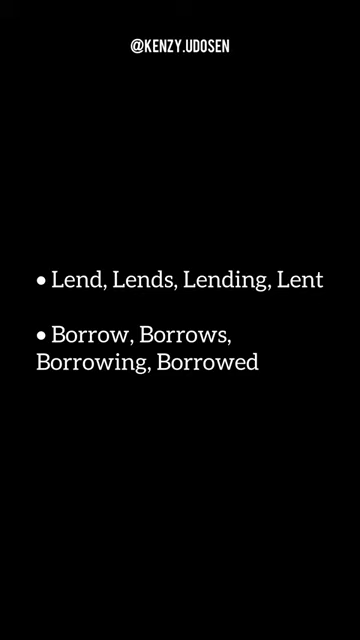 @KENZY.UDOSEN
• Lend, Lends, Lending, Lent
• Borrow, Borrows,
Borrowing, Borrowed